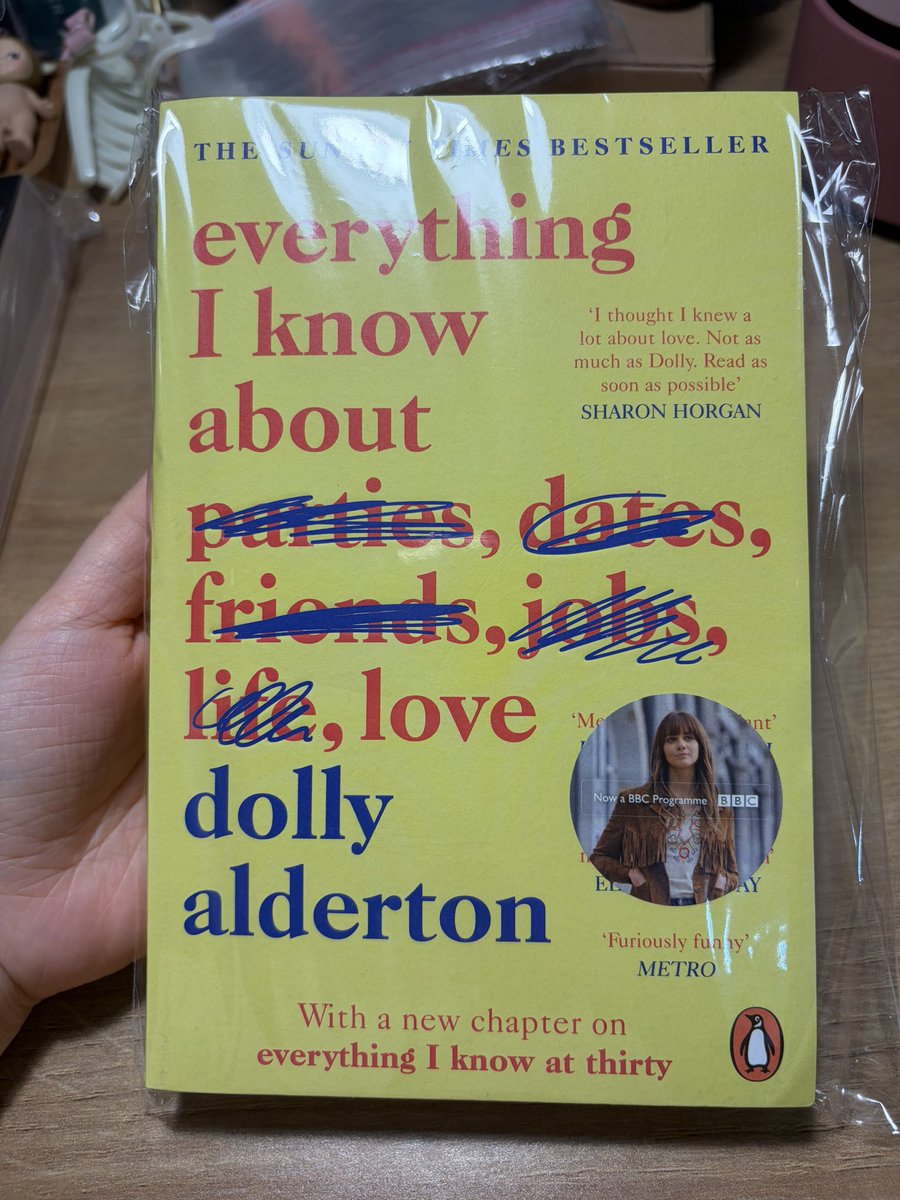 THE SUNDAY TIMES BESTSELLER
everything
I know
about
parties, dates,
friends, jobs,
life, love
dolly
alderton
'I thought I knew a
lot about love. Not as
much as Dolly. Read as
soon as possible'
SHARON HORGAN
Now a BBC Programme BBC
'Furiously funny'
METRO
With a new chapter on
everything I know at thirty